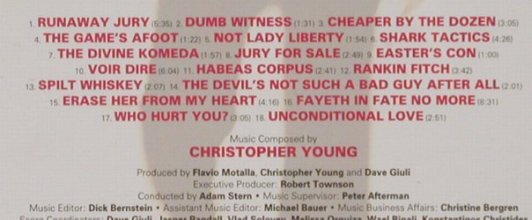 1. RUNAWAY JURY (5:35) 2. DUMB WITNESS (1:31) 3. CHEAPER BY THE DOZEN (3:05)
4. THE GAME'S AFOOT (1:22) 5. NOT LADY LIBERTY (1:54) 6. SHARK TACTICS (4:26)
7. THE DIVINE KOMEDA (1:57) 8. JURY FOR SALE (2:49) 9. EASTER'S CON (1:00)
10. VOIR DIRE (6:04) 11. HABEAS CORPUS (2:41) 12. RANKIN FITCH (3:42)
13. SPILT WHISKEY (2:07) 14. THE DEVIL'S NOT SUCH A BAD GUY AFTER ALL (2:01)
15. ERASE HER FROM MY HEART (4:16) 16. FAYETH IN FATE NO MORE (8:31)
17. WHO HURT YOU? (3:05) 18. UNCONDITIONAL LOVE (2:51)
Music Composed by
CHRISTOPHER YOUNG
Produced by Flavio Motalla, Christopher Young and Dave Giuli
Executive Producer: Robert Townson
Conducted by Adam Stern • Music Supervisor: Peter Afterman
Music Editor: Dick Bernstein • Assistant Music Editor: Michael Bauer • Music Business Affairs: Christine Bergren
Dave Giuli, Jasper Randall,